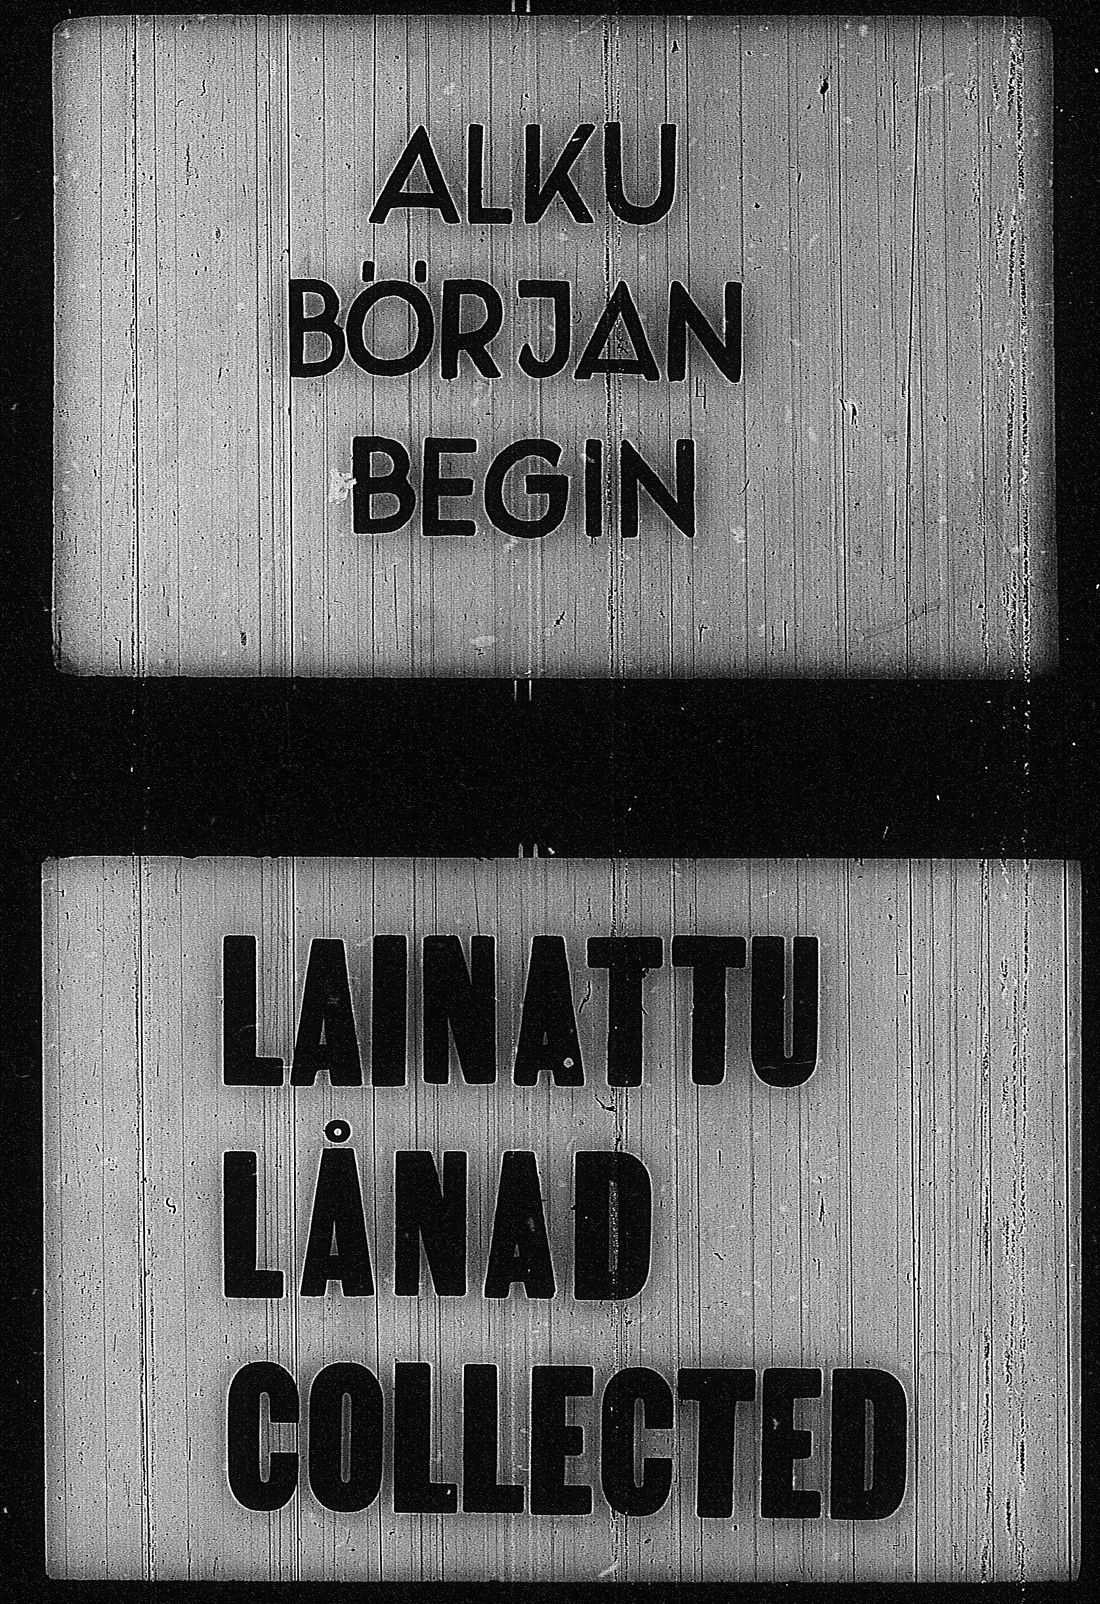 ALKU
BÖRJAN
BEGIN
LAINATTU
LÅNAD
COLLECTED